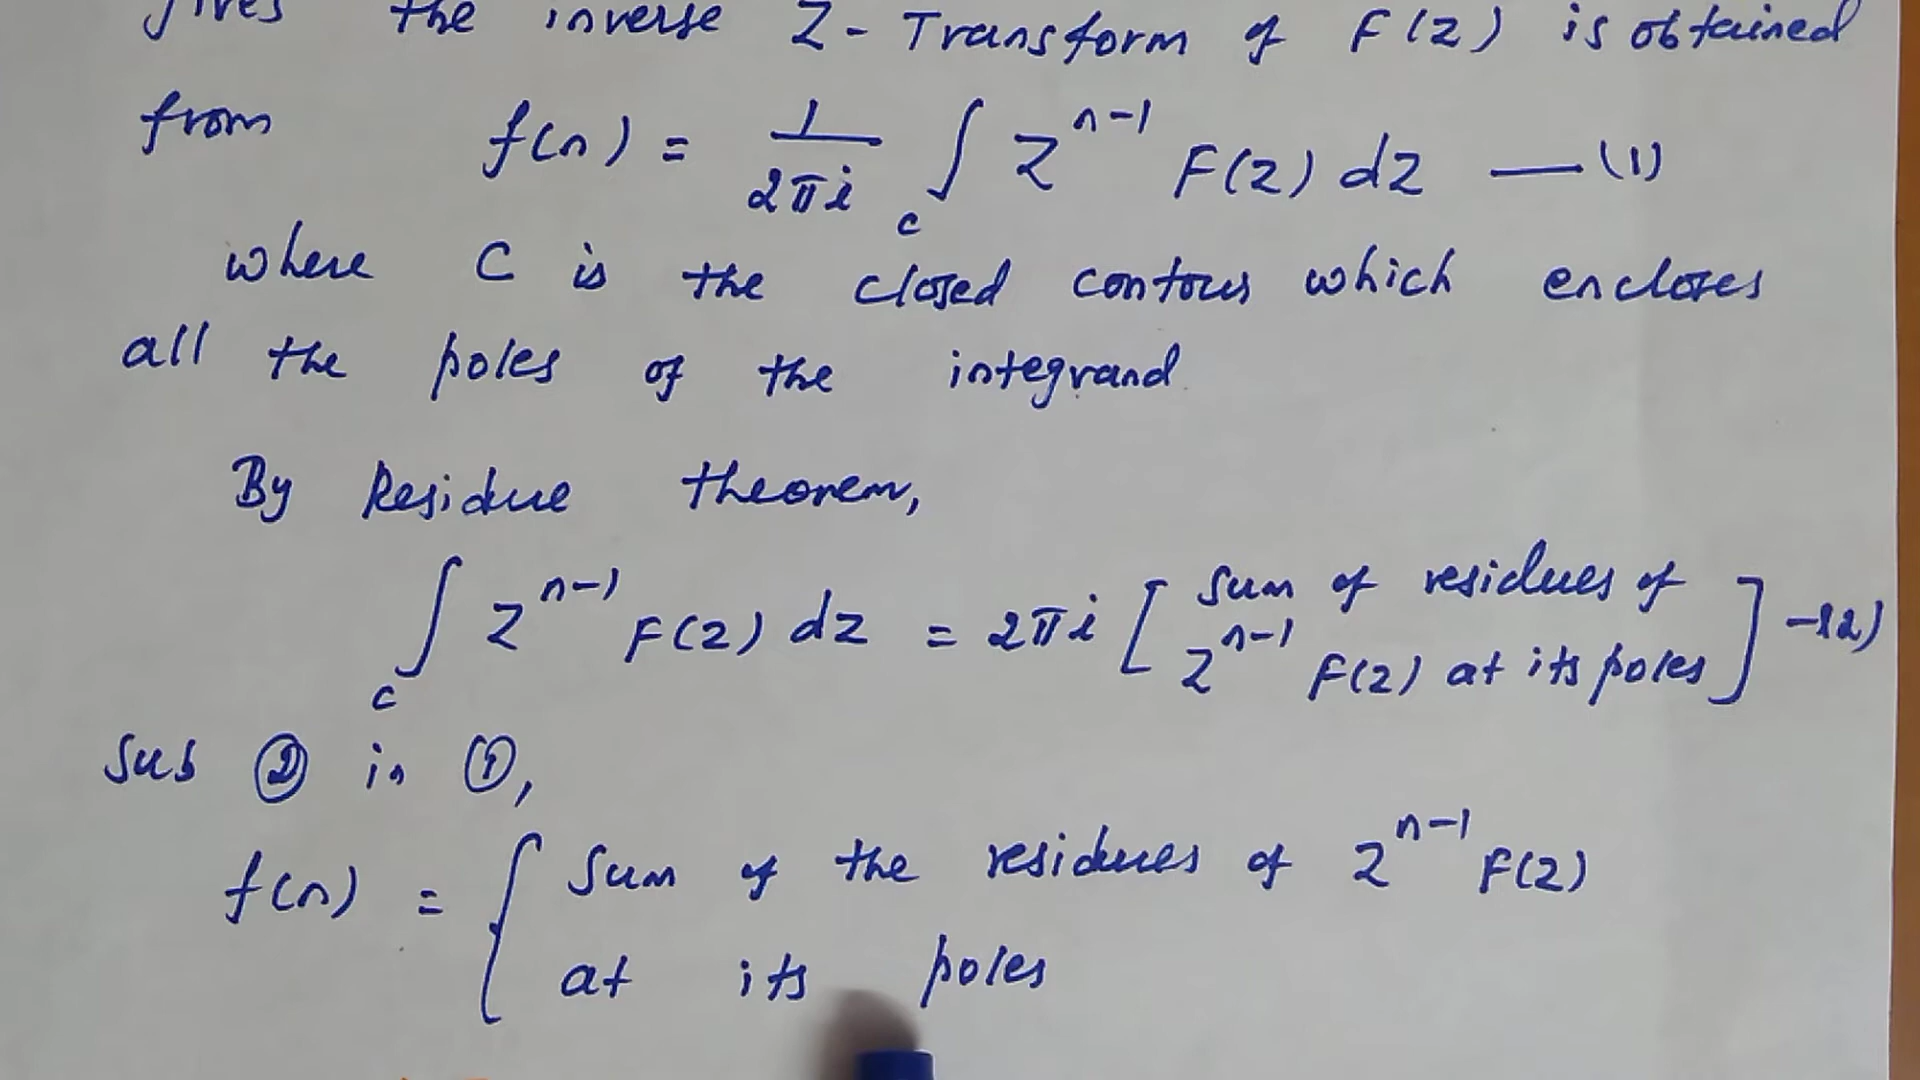 gives the inverse Z-Transform of F(z) is obtained
from f(n) = 1/2πi ∫c z^n-1 F(z) dz —(1)
where C is the closed contour which encloses
all the poles of the integrand
By Residue theorem,
∫c z^n-1 F(z) dz = 2πi [ sum of residues of z^n-1 F(z) at its poles ] -(2)
Sub ② in ①,
f(n) = { Sum of the residues of z^n-1 F(z)
at its poles